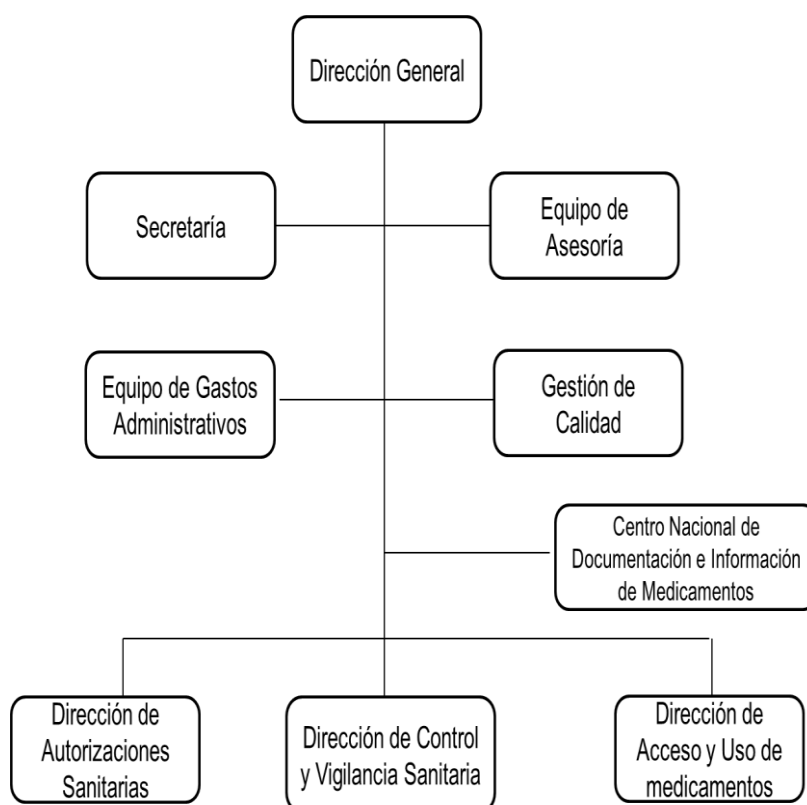 Dirección General
Secretaría
Equipo de
Asesoría
Equipo de Gastos
Administrativos
Gestión de
Calidad
Centro Nacional de
Documentación e Información
de Medicamentos
Dirección de
Autorizaciones
Sanitarias
Dirección de Control
y Vigilancia Sanitaria
Dirección de
Acceso y Uso de
medicamentos